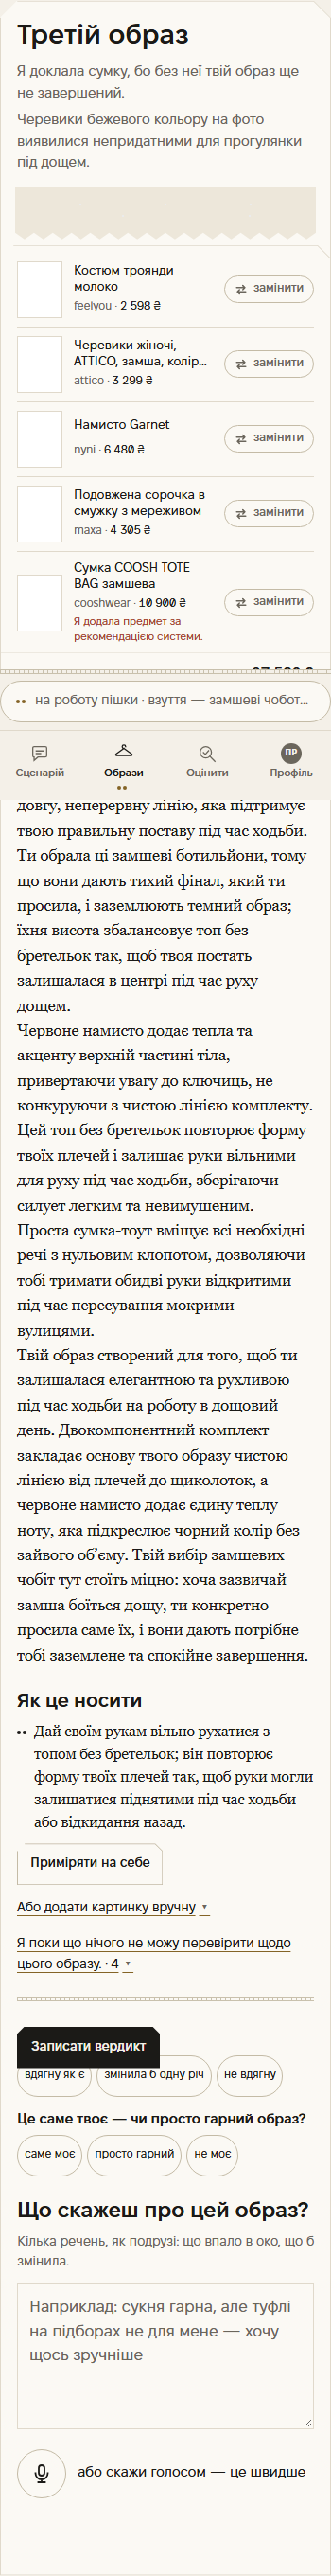 Третій образ
Я доклала сумку, бо без неї твій образ ще
не завершений.
Черевики бежевого кольору на фото
виявилися непридатними для прогулянки
під дощем.
Костюм троянди
молоко
feelyou · 2 598 ₴
замінити
Черевики жіночі,
ATTICO, замша, колір...
attico · 3 299 ₴
замінити
Намисто Garnet
nyni · 6 480 ₴
замінити
Подовжена сорочка в
смужку з мереживом
maxa · 4 305 ₴
замінити
Сумка COOSH TOTE
BAG замшева
cooshwear · 10 900 ₴
Я додала предмет за
рекомендацією системи.
замінити
на роботу пішки · взуття — замшеві чобот...
Сценарій
Образи
Оцінити
ПР
Профіль
довгу, неперервну лінію, яка підтримує
твою правильну поставу під час ходьби.
Ти обрала ці замшеві ботильйони, тому
що вони дають тихий фінал, який ти
просила, і заземлюють темний образ;
їхня висота збалансовує топ без
бретельок так, щоб твоя постать
залишалася в центрі під час руху
дощем.
Червоне намисто додає тепла та
акценту верхній частині тіла,
привертаючи увагу до ключиць, не
конкуруючи з чистою лінією комплекту.
Цей топ без бретельок повторює форму
твоїх плечей і залишає руки вільними
для руху під час ходьби, зберігаючи
силует легким та невимушеним.
Проста сумка-тоут вміщує всі необхідні
речі з нульовим клопотом, дозволяючи
тобі тримати обидві руки відкритими
під час пересування мокрими
вулицями.
Твій образ створений для того, щоб ти
залишалася елегантною та рухливою
під час ходьби на роботу в дощовий
день. Двокомпонентний комплект
закладає основу твого образу чистою
лінією від плечей до щиколоток, а
червоне намисто додає єдину теплу
ноту, яка підкреслює чорний колір без
зайвого об'єму. Твій вибір замшевих
чобіт тут стоїть міцно: хоча зазвичай
замша боїться дощу, ти конкретно
просила саме їх, і вони дають потрібне
тобі заземлене та спокійне завершення.
Як це носити
Дай своїм рукам вільно рухатися з
топом без бретельок; він повторює
форму твоїх плечей так, щоб руки могли
залишатися піднятими під час ходьби
або відкидання назад.
Приміряти на себе
Або додати картинку вручну
Я поки що нічого не можу перевірити щодо
цього образу. · 4
Записати вердикт
вдягну як є
змінила б одну річ
не вдягну
Це саме твоє — чи просто гарний образ?
саме моє
просто гарний
не моє
Що скажеш про цей образ?
Кілька речень, як подрузі: що впало в око, що б
змінила.
Наприклад: сукня гарна, але туфлі
на підборах не для мене — хочу
щось зручніше
або скажи голосом — це швидше